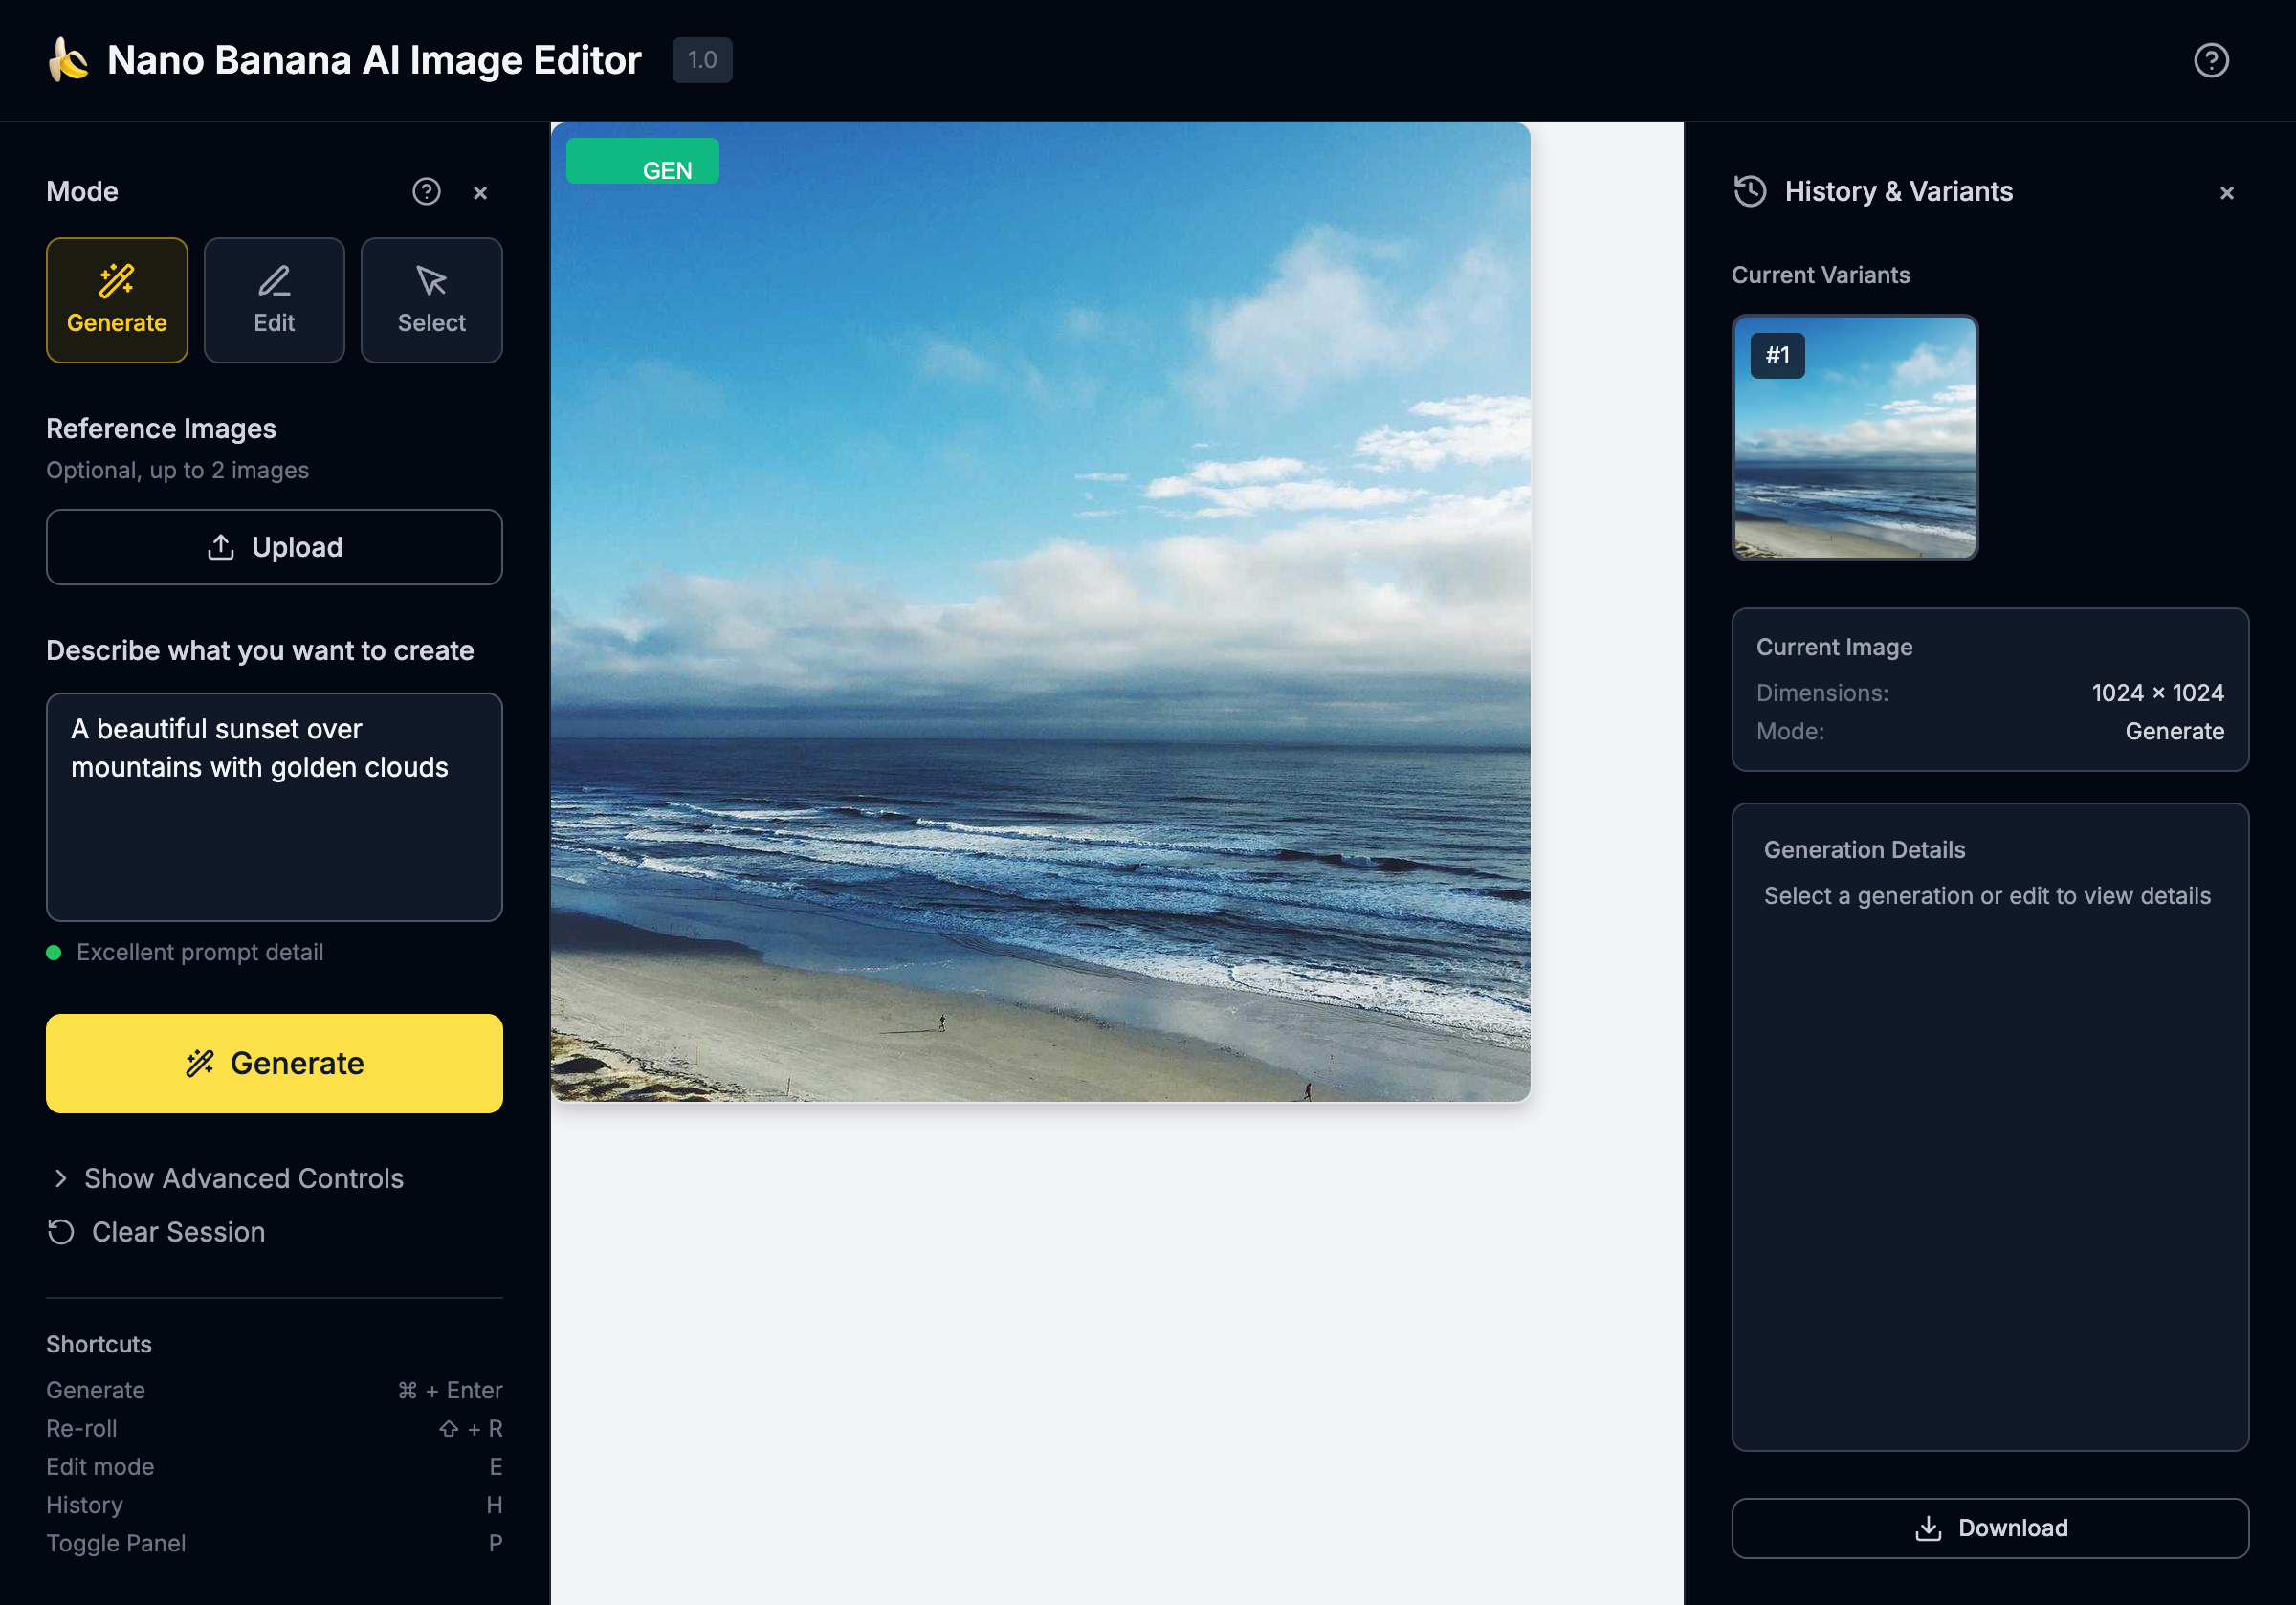 Nano Banana AI Image Editor 1.0
Mode ×
Generate Edit Select
Reference Images
Optional, up to 2 images
Upload
Describe what you want to create
A beautiful sunset over
mountains with golden clouds
Excellent prompt detail
Generate
Show Advanced Controls
Clear Session
Shortcuts
Generate ⌘ + Enter
Re-roll ⇧ + R
Edit mode E
History H
Toggle Panel P
GEN
History & Variants ×
Current Variants
#1
Current Image
Dimensions: 1024 × 1024
Mode: Generate
Generation Details
Select a generation or edit to view details
Download